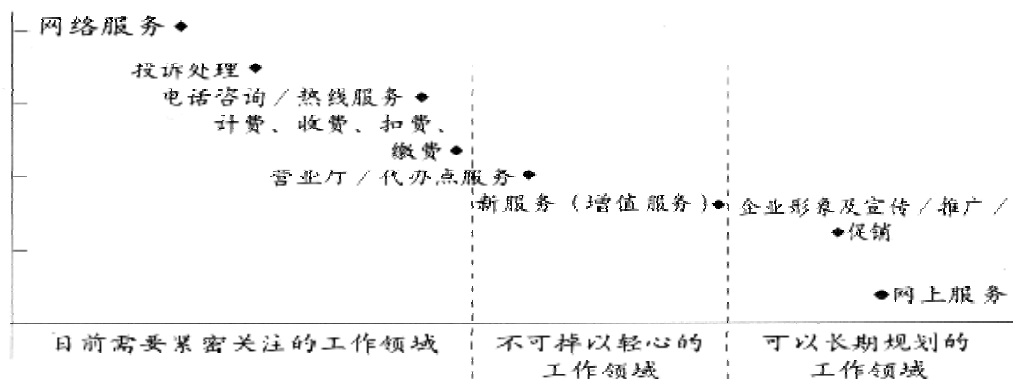 网络服务
投诉处理
电话咨询/热线服务
计费、收费、扣费、
缴费
营业厅/代办点服务
新服务(增值服务)
企业形象及宣传/推广/
促销
网上服务
目前需要紧密关注的工作领域
不可掉以轻心的
工作领域
可以长期规划的
工作领域